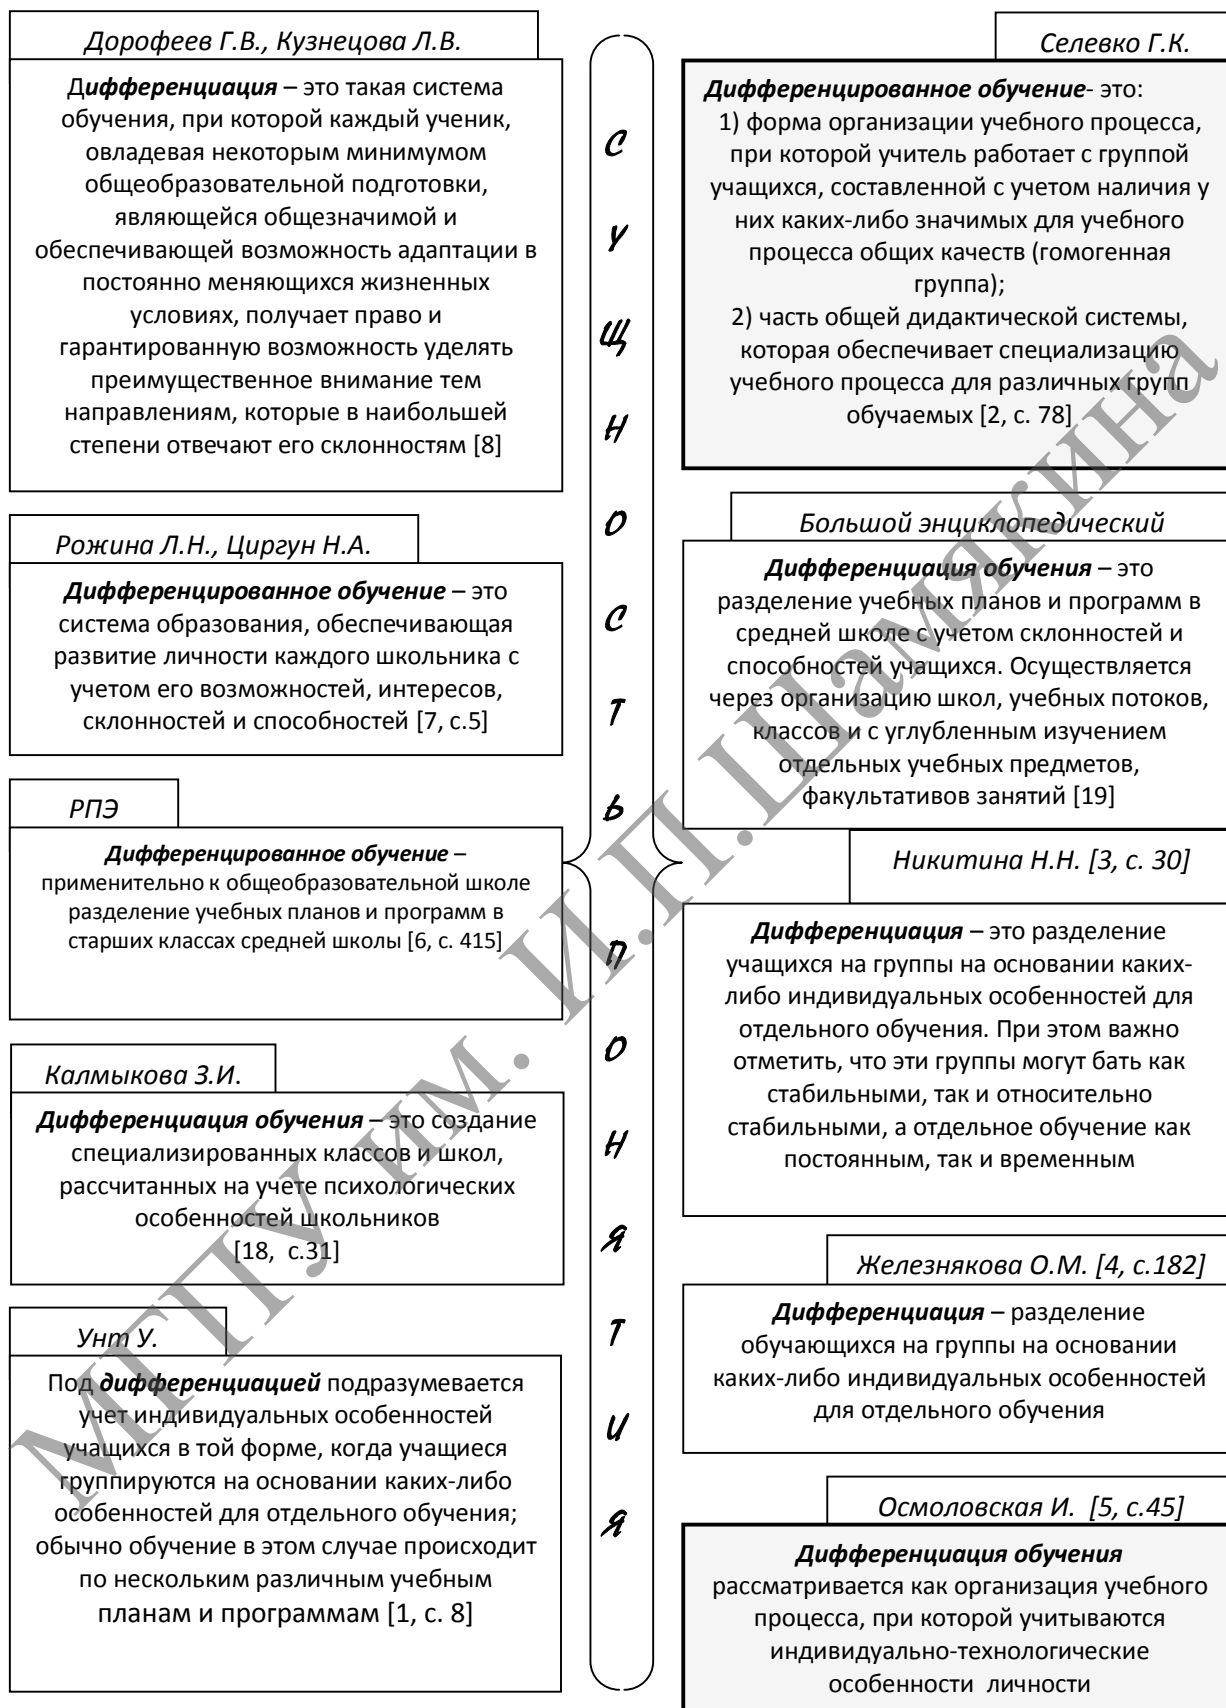 Дорофеев Г.В., Кузнецова Л.В.
Дифференциация – это такая система
обучения, при которой каждый ученик,
овладевая некоторым минимумом
общеобразовательной подготовки,
являющейся общезначимой и
обеспечивающей возможность адаптации в
постоянно меняющихся жизненных
условиях, получает право и
гарантированную возможность уделять
преимущественное внимание тем
направлениям, которые в наибольшей
степени отвечают его склонностям [8]
Рожина Л.Н., Циргун Н.А.
Дифференцированное обучение – это
система образования, обеспечивающая
развитие личности каждого школьника с
учетом его возможностей, интересов,
склонностей и способностей [7, с.5]
РПЭ
Дифференцированное обучение –
применительно к общеобразовательной школе
разделение учебных планов и программ в
старших классах средней школы [6, с. 415]
Калмыкова З.И.
Дифференциация обучения – это создание
специализированных классов и школ,
рассчитанных на учете психологических
особенностей школьников
[18, с.31]
Унт У.
Под дифференциацией подразумевается
учет индивидуальных особенностей
учащихся в той форме, когда учащиеся
группируются на основании каких-либо
особенностей для отдельного обучения;
обычно обучение в этом случае происходит
по нескольким различным учебным
планам и программам [1, с. 8]
С
У
Щ
Н
О
С
Т
Ь
П
О
Н
Я
Т
И
Я
Селевко Г.К.
Дифференцированное обучение- это:
1) форма организации учебного процесса,
при которой учитель работает с группой
учащихся, составленной с учетом наличия у
них каких-либо значимых для учебного
процесса общих качеств (гомогенная
группа);
2) часть общей дидактической системы,
которая обеспечивает специализацию
учебного процесса для различных групп
обучаемых [2, с. 78]
Большой энциклопедический
Дифференциация обучения – это
разделение учебных планов и программ в
средней школе с учетом склонностей и
способностей учащихся. Осуществляется
через организацию школ, учебных потоков,
классов и с углубленным изучением
отдельных учебных предметов,
факультативов занятий [19]
Никитина Н.Н. [3, с. 30]
Дифференциация – это разделение
учащихся на группы на основании каких-
либо индивидуальных особенностей для
отдельного обучения. При этом важно
отметить, что эти группы могут бать как
стабильными, так и относительно
стабильными, а отдельное обучение как
постоянным, так и временным
Железнякова О.М. [4, с.182]
Дифференциация – разделение
обучающихся на группы на основании
каких-либо индивидуальных особенностей
для отдельного обучения
Осмоловская И. [5, с.45]
Дифференциация обучения
рассматривается как организация учебного
процесса, при которой учитываются
индивидуально-технологические
особенности личности
МГПУ им. И.П.Шамякина